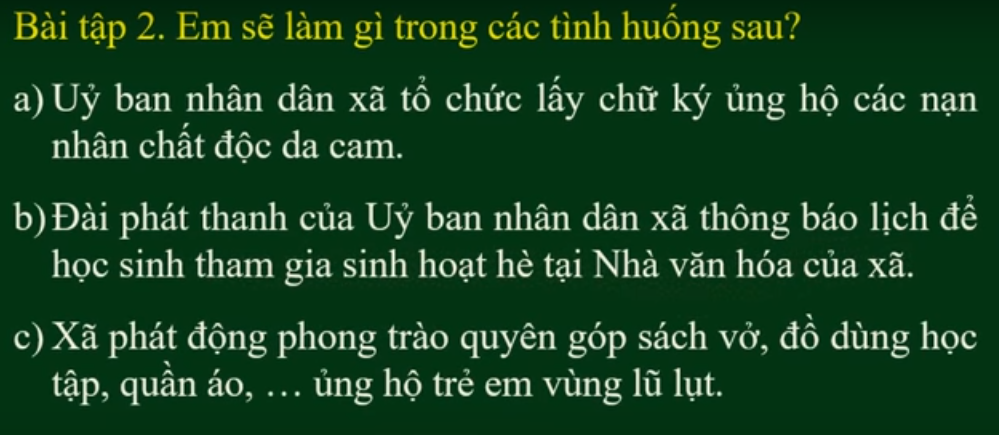 Bài tập 2. Em sẽ làm gì trong các tình huống sau?
a) Uỷ ban nhân dân xã tổ chức lấy chữ ký ủng hộ các nạn
nhân chất độc da cam.
b) Đài phát thanh của Uỷ ban nhân dân xã thông báo lịch để
học sinh tham gia sinh hoạt hè tại Nhà văn hóa của xã.
c) Xã phát động phong trào quyên góp sách vở, đồ dùng học
tập, quần áo, … ủng hộ trẻ em vùng lũ lụt.